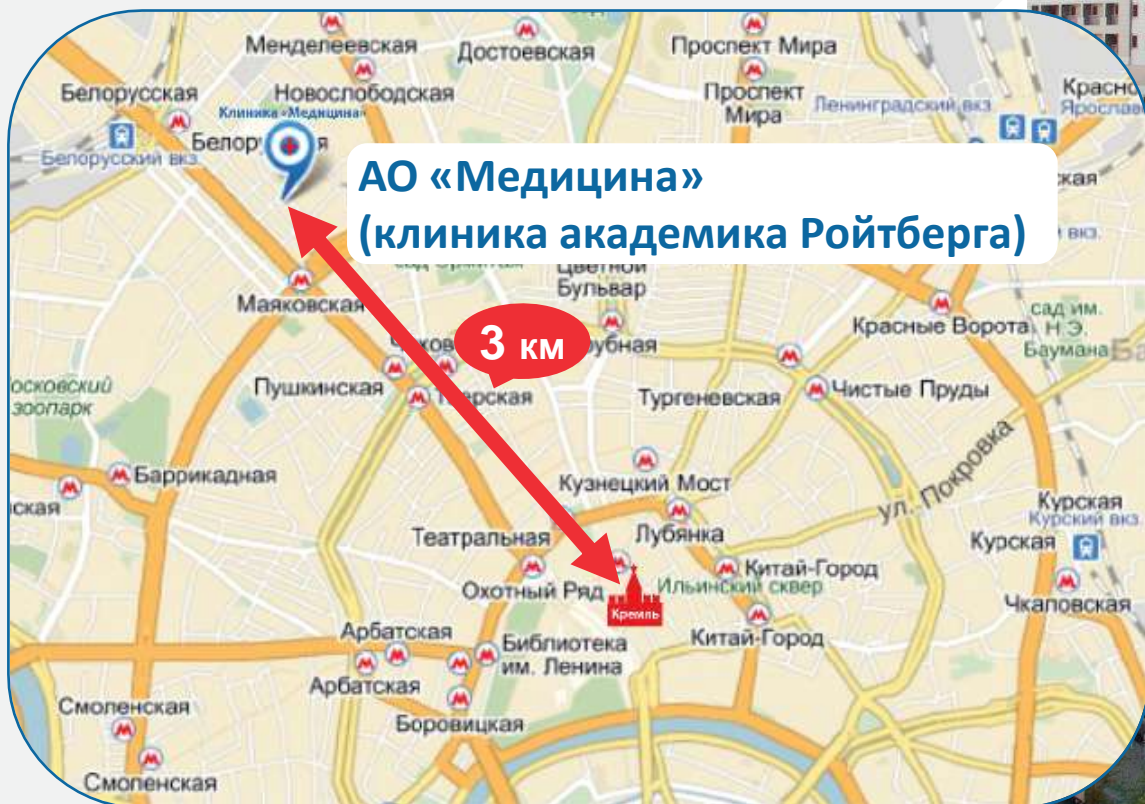 Менделеевская
Достоевская
Проспект Мира
Белорусская
Новослободская
Проспект
Мира
Ленинградский вкз
Клиника «Медицина»
Белорусский вкз
АО «Медицина»
(клиника академика Ройтберга)
вкз.
Цветной
Бульвар
Маяковская
сад им.
Н.Э.
Баумана
Красные Ворота
3 км
Пушкинская
Тургеневская
Чистые Пруды
зоопарк
Баррикадная
Кузнецкий Мост
ул. Покровка
Курская
Курский вкз
Театральная
Лубянка
Курская
Охотный Ряд
Китай-Город
Ильинский сквер
Кремль
Чкаловская
Арбатская
Библиотека
им. Ленина
Китай-Город
Арбатская
Боровицкая
Смоленская
Смоленская